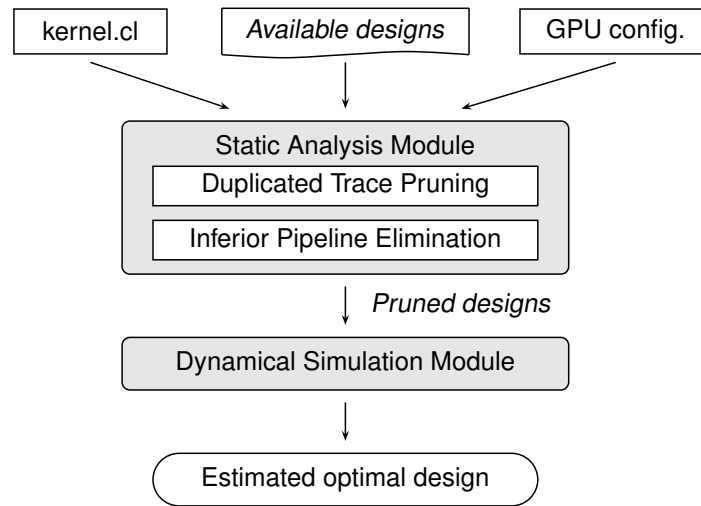 kernel.cl
Available designs
GPU config.
Static Analysis Module
Duplicated Trace Pruning
Inferior Pipeline Elimination
Pruned designs
Dynamical Simulation Module
Estimated optimal design